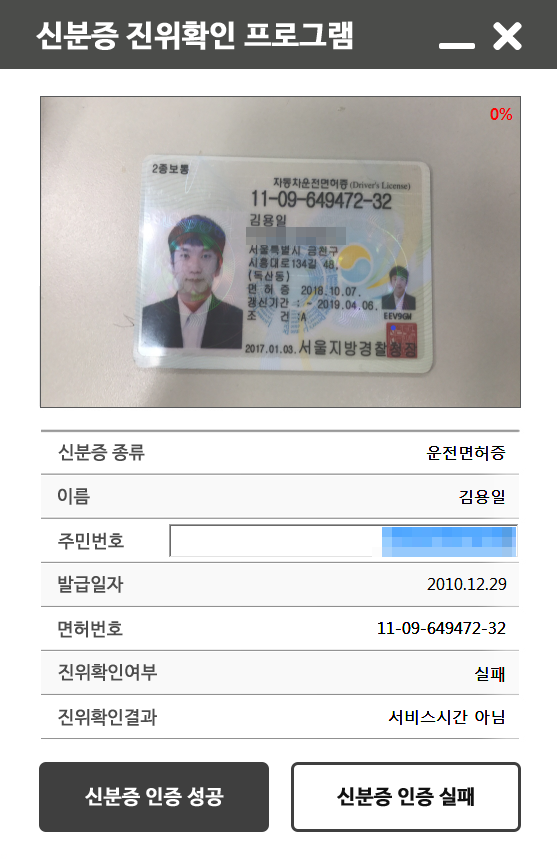 신분증 진위확인 프로그램
0%
2종보통
자동차운전면허증 (Driver's License)
11-09-649472-32
김용일
서울특별시 금천구
시흥대로134길 48,
(독산동)
면 허 증 2018.10.07.
갱신기간 : ~ 2019.04.06.
조 건 :A
EEV9GM
2017.01.03. 서울지방경찰청장
신분증 종류 운전면허증
이름 김용일
주민번호
발급일자 2010.12.29
면허번호 11-09-649472-32
진위확인여부 실패
진위확인결과 서비스시간 아님
신분증 인증 성공 신분증 인증 실패